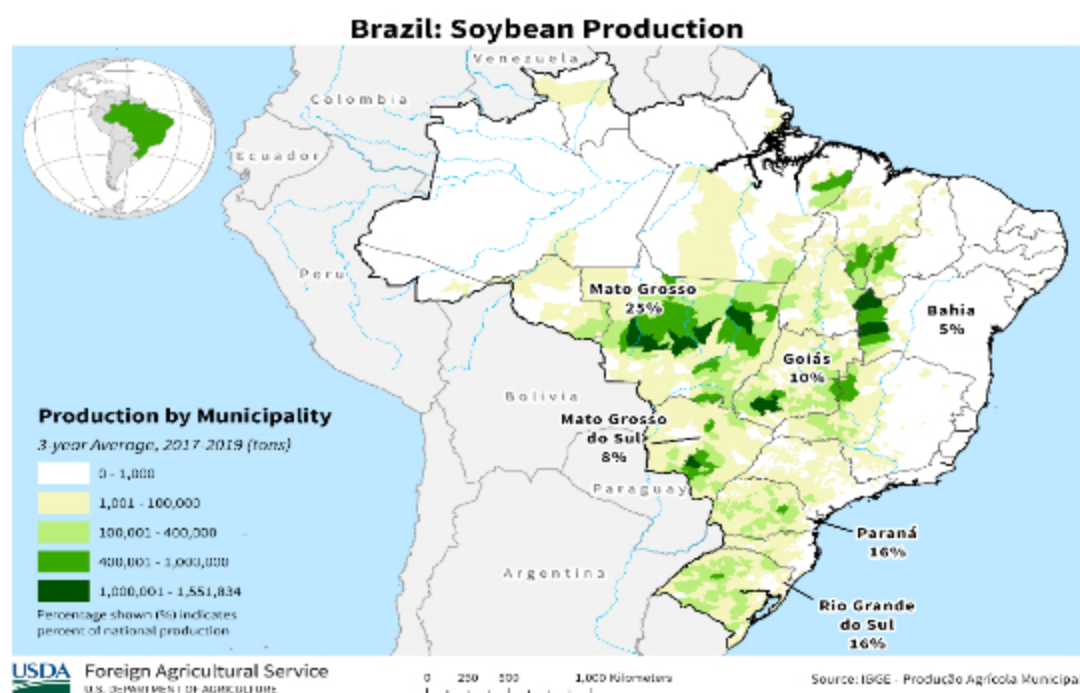 Brazil: Soybean Production
Venezuela
Colombia
Ecuador
Peru
Mato Grosso
25%
Bahia
5%
Goiás
10%
Bolivia
Mato Grosso
do Sul
8%
Paraguay
Paraná
16%
Argentina
Rio Grande
do Sul
16%
Production by Municipality
3-year Average, 2017-2019 (tons)
0 - 1,000
1,001 - 100,000
100,001 - 400,000
400,001 - 1,000,000
1,000,001 - 1,551,834
Percentage shown (%) indicates
percent of national production
USDA
Foreign Agricultural Service
U.S. DEPARTMENT OF AGRICULTURE
0 250 500 1,000 Kilometers
Source: IBGE - Produção Agrícola Municipa